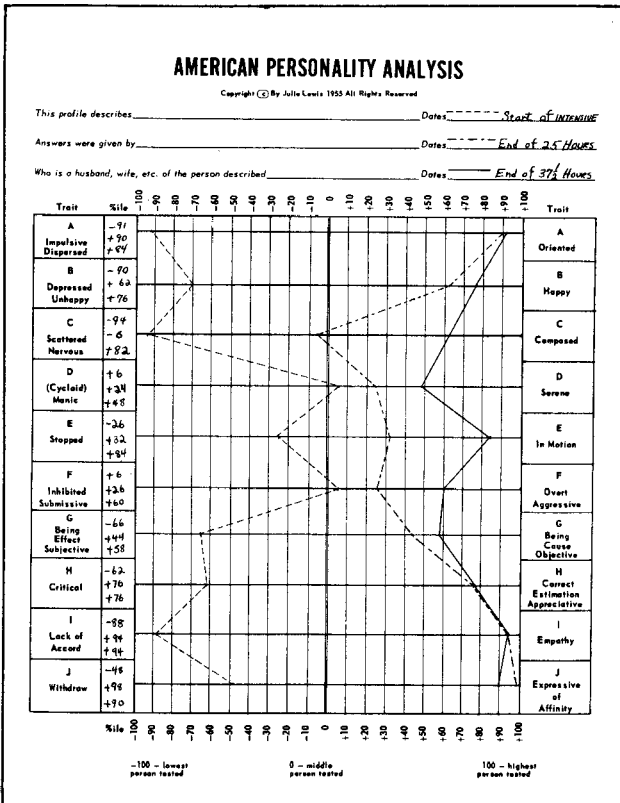 AMERICAN PERSONALITY ANALYSIS
Copyright (c) By Julia Lewis 1955 All Rights Reserved
This profile describes Dates Start of INTENSIVE
Answers were given by Dates End of 25 HOURS
Who is a husband, wife, etc. of the person described Dates End of 37½ HOURS
Trait %ile -100 -90 -80 -70 -60 -50 -40 -30 -20 -10 0 +10 +20 +30 +40 +50 +60 +70 +80 +90 +100 Trait
A -91 A
Impulsive +90 Oriented
Dispersed +84
B -90 B
Depressed +62 Happy
Unhappy +76
C -94 C
Scattered -6 Composed
Nervous +82
D +6 D
(Cycloid) +24 Serene
Manic +48
E -26 E
Stopped +32 In Motion
+84
F +6 F
Inhibited +26 Overt
Submissive +60 Aggressive
G -66 G
Being +44 Being
Effect +58 Cause
Subjective Objective
H -62 H
Critical +76 Correct
+76 Estimation
Appreciative
I -88 I
Lack of +94 Empathy
Accord +94
J -48 J
Withdraw +98 Expressive
+90 of
Affinity
%ile -100 -90 -80 -70 -60 -50 -40 -30 -20 -10 0 +10 +20 +30 +40 +50 +60 +70 +80 +90 +100
-100 – lowest 0 – middle 100 – highest
person tested person tested person tested